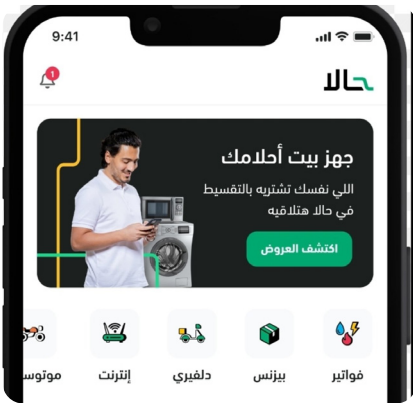 9:41
1
حالا
جهز بيت أحلامك
اللي نفسك تشتريه بالتقسيط
في حالا هتلاقيه
اكتشف العروض
فواتير
بيزنس
دلفيري
إنترنت
موتوس